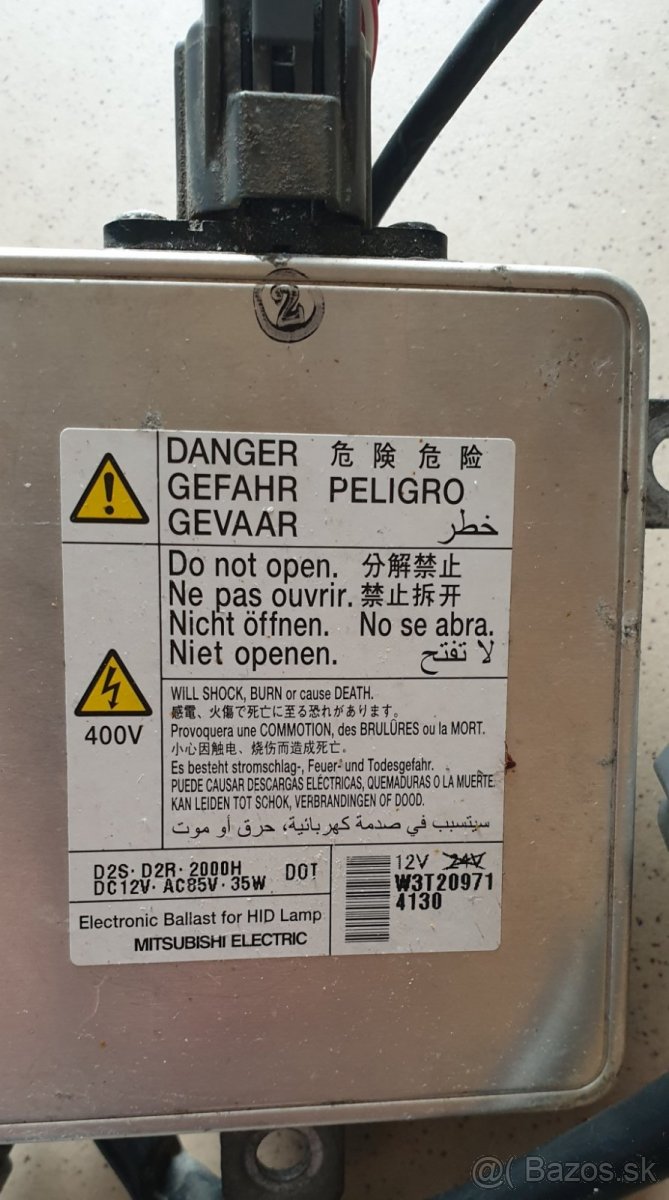 2
DANGER 危険 危险
GEFAHR PELIGRO
GEVAAR خطر
Do not open. 分解禁止
Ne pas ouvrir. 禁止拆开
Nicht öffnen. No se abra.
Niet openen. لا تفتح
400V
WILL SHOCK, BURN or cause DEATH.
感電、火傷で死亡に至る恐れがあります。
Provoquera une COMMOTION, des BRULÛRES ou la MORT.
小心因触电、烧伤而造成死亡。
Es besteht stromschlag-, Feuer- und Todesgefahr.
PUEDE CAUSAR DESCARGAS ELÉCTRICAS, QUEMADURAS O LA MUERTE.
KAN LEIDEN TOT SCHOK, VERBRANDINGEN OF DOOD.
سيتسبب في صدمة كهربائية، حرق أو موت
D2S·D2R·2000H DOT
DC12V·AC85V·35W
Electronic Ballast for HID Lamp
MITSUBISHI ELECTRIC
12V 24V
W3T20971
4130
@( Bazos.sk